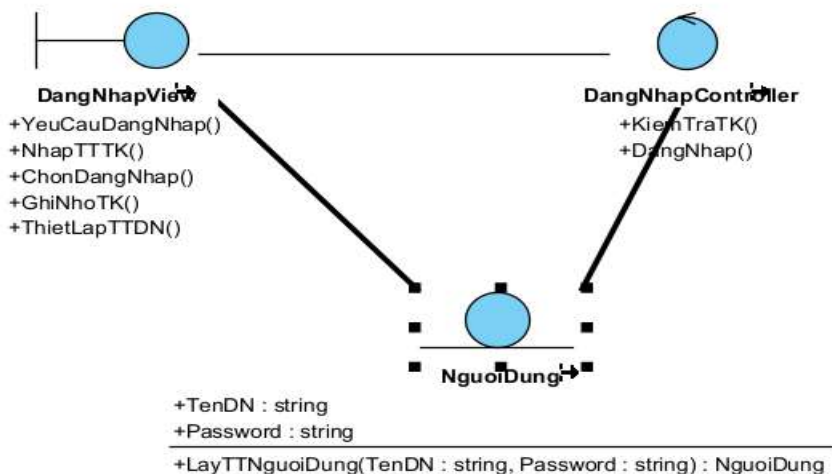 DangNhapView
+YeuCauDangNhap()
+NhapTTTK()
+ChonDangNhap()
+GhiNhoTK()
+ThietLapTTDN()
DangNhapController
+KiemTraTK()
+DangNhap()
NguoiDung
+TenDN : string
+Password : string
+LayTTNguoiDung(TenDN : string, Password : string) : NguoiDung